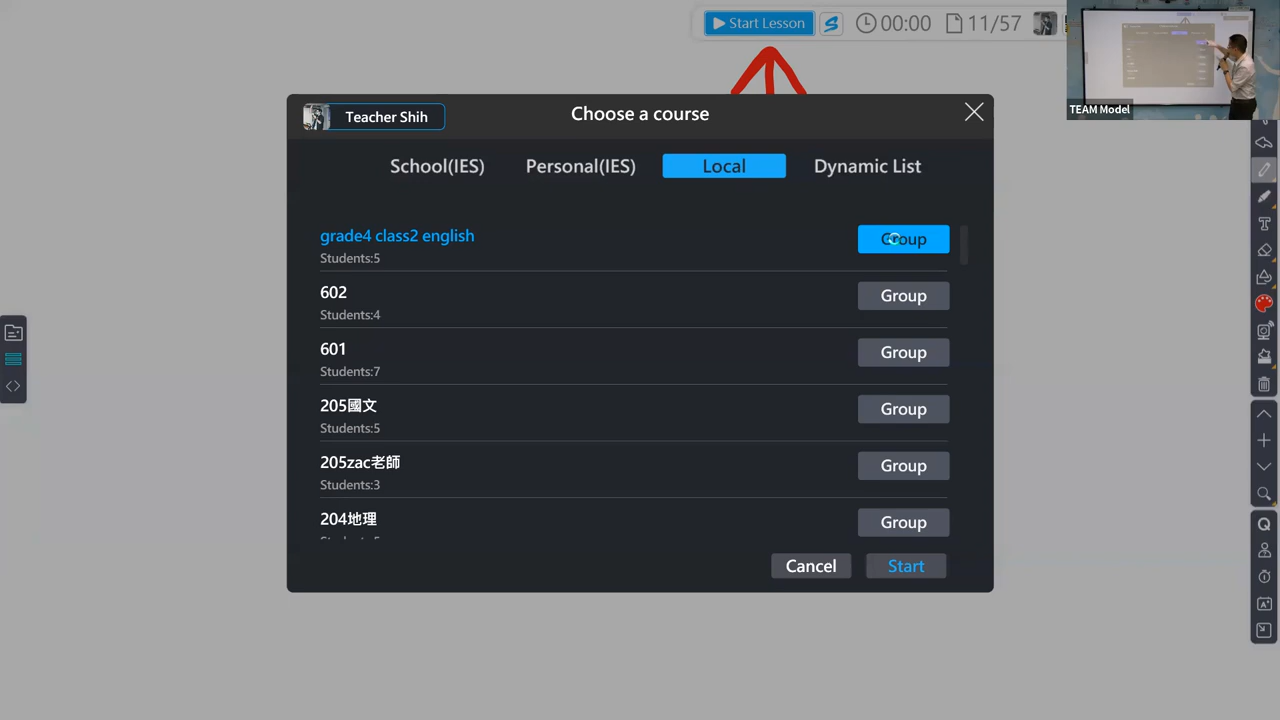 Start Lesson
00:00
11/57
TEAM Model
Teacher Shih
Choose a course
School(IES)
Personal(IES)
Local
Dynamic List
grade4 class2 english
Group
Students:5
602
Group
Students:4
601
Group
Students:7
205國文
Group
Students:5
205zac老師
Group
Students:3
204地理
Group
Cancel
Start